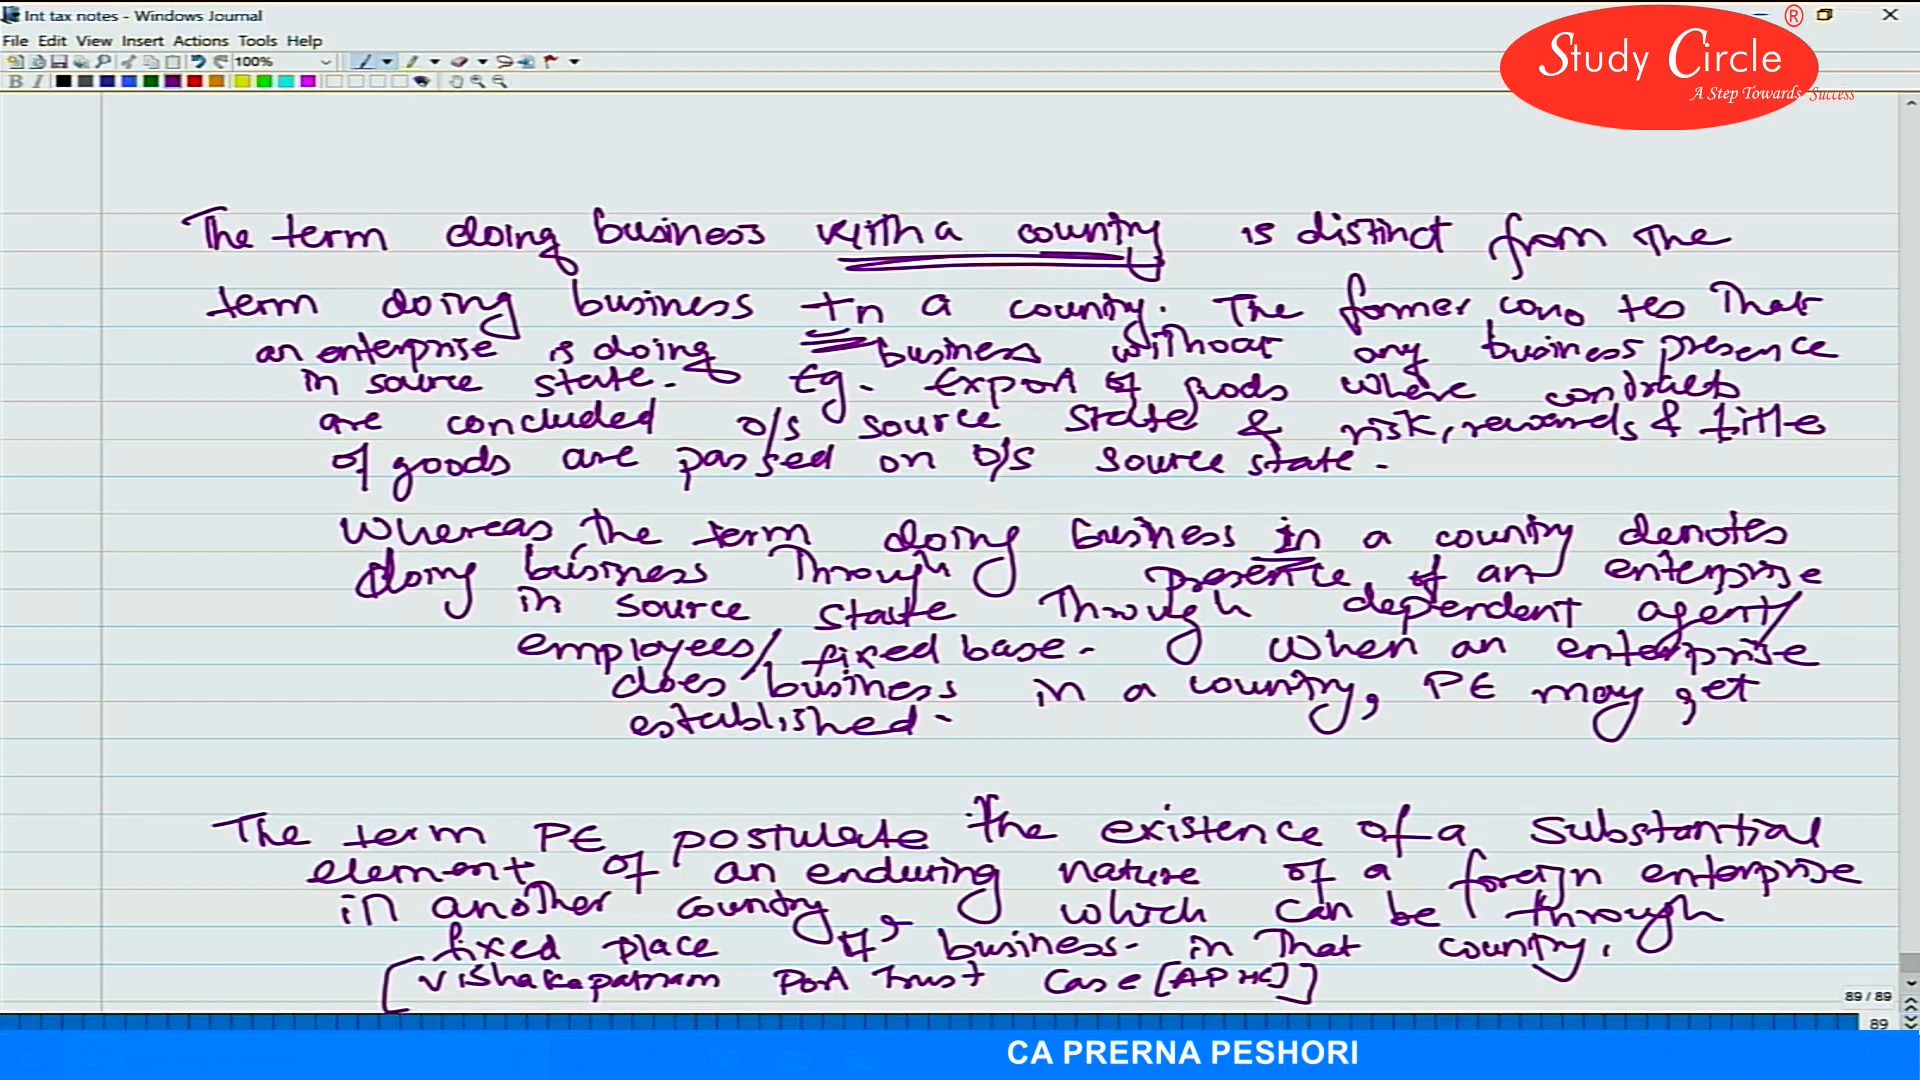 Int tax notes - Windows Journal
®
File Edit View Insert Actions Tools Help
100%
B I
Study Circle
A Step Towards Success
The term doing business with a country is distinct from the
term doing business in a country. The former conotes that
an enterprise is doing business without any business presence
in source state. Eg. Export of goods where contracts
are concluded o/s source state & risk, rewards & title
of goods are passed on o/s source state.
Whereas, the term doing business in a country denotes
doing business through presence of an enterprise
in source state through dependent agent/
employees/fixed base. When an enterprise
does business in a country, PE may get
established.
The term PE postulate the existence of a substantial
element of an enduring nature of a foreign enterprise
in another country, which can be through
fixed place of business in that country.
[Vishakapatnam Port Trust Case [AP HC]]
89 / 89
89
CA PRERNA PESHORI